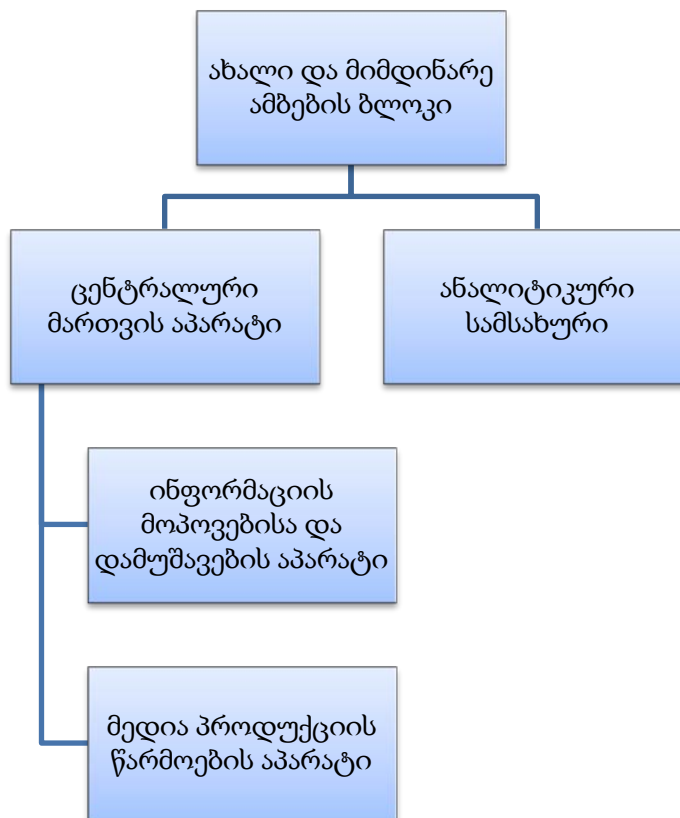 ახალი და მიმდინარე
ამბების ბლოკი
ცენტრალური
მართვის აპარატი
ანალიტიკური
სამსახური
ინფორმაციის
მოპოვებისა და
დამუშავების აპარატი
მედია პროდუქციის
წარმოების აპარატი